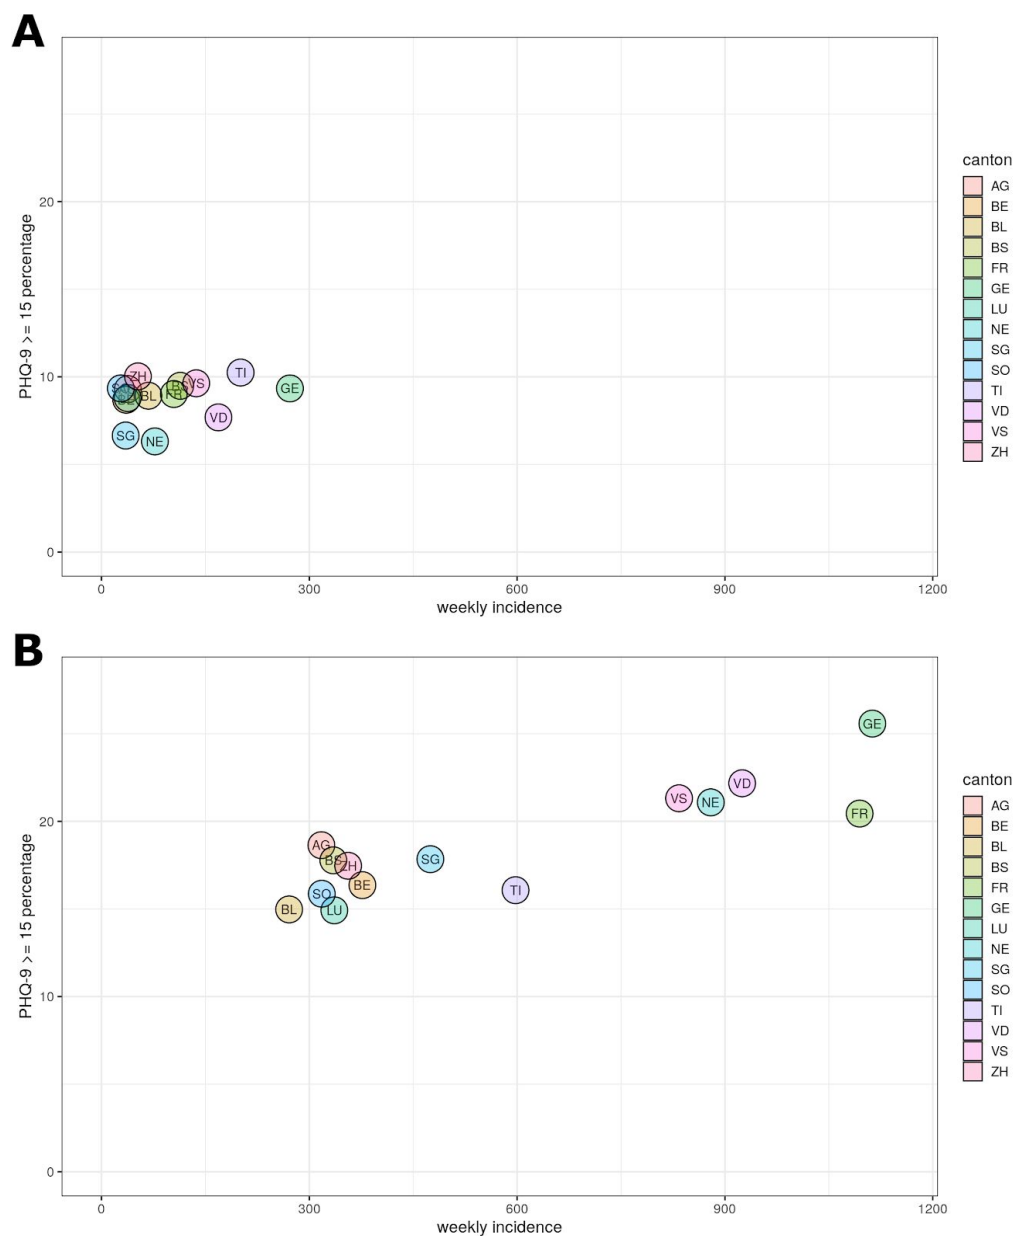 A
PHQ-9 >= 15 percentage
20
10
0
ZH
BL
FR
BS
VS
TI
GE
VD
SG
NE
0
300
600
900
1200
weekly incidence
canton
AG
BE
BL
BS
FR
GE
LU
NE
SG
SO
TI
VD
VS
ZH
B
PHQ-9 >= 15 percentage
20
10
0
GE
VD
VS
NE
FR
AG
BS
ZH
SG
BE
SO
TI
BL
LU
0
300
600
900
1200
weekly incidence
canton
AG
BE
BL
BS
FR
GE
LU
NE
SG
SO
TI
VD
VS
ZH